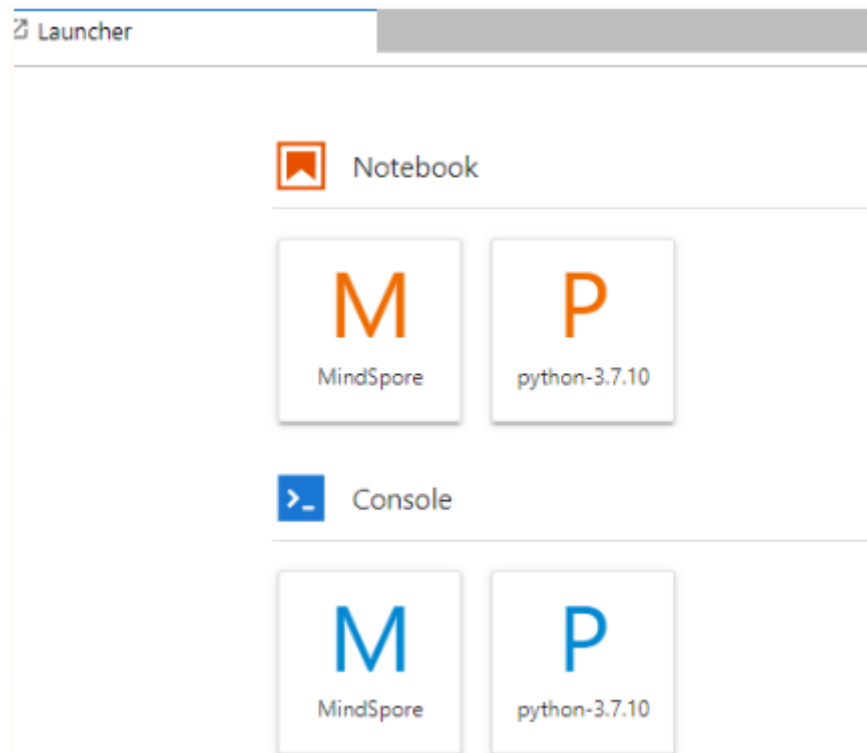 Launcher
Notebook
M P
MindSpore python-3.7.10
>_ Console
M P
MindSpore python-3.7.10